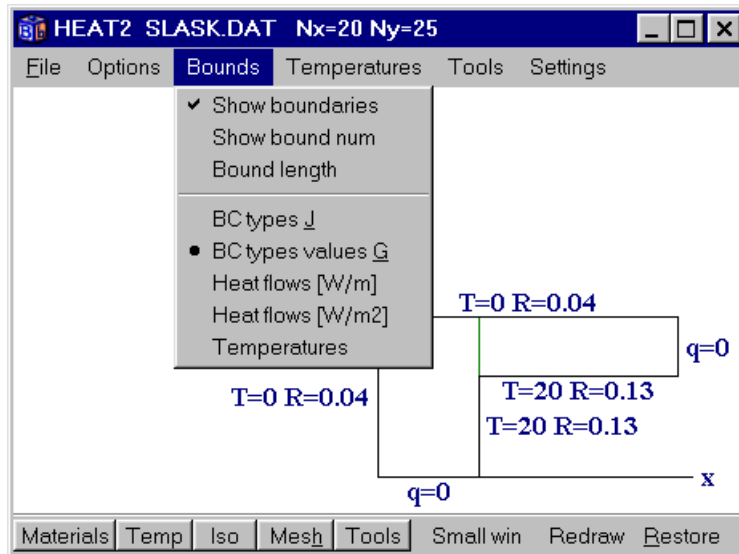 HEAT2 SLASK.DAT Nx=20 Ny=25
File Options Bounds Temperatures Tools Settings
Show boundaries
Show bound num
Bound length
BC types J
BC types values G
Heat flows [W/m]
Heat flows [W/m2]
Temperatures
T=0 R=0.04
q=0
T=20 R=0.13
T=0 R=0.04
T=20 R=0.13
x
q=0
Materials Temp Iso Mesh Tools Small win Redraw Restore